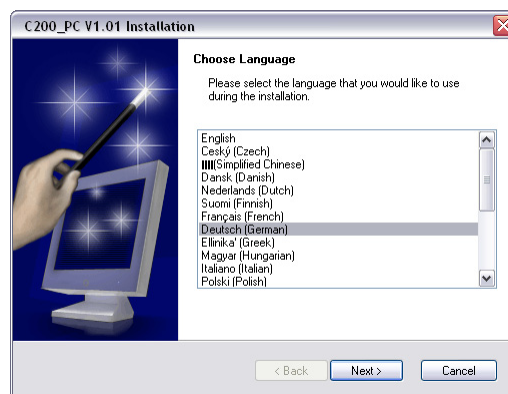 C200_PC V1.01 Installation
Choose Language
Please select the language that you would like to use
during the installation.
English
Český (Czech)
(Simplified Chinese)
Dansk (Danish)
Nederlands (Dutch)
Suomi (Finnish)
Français (French)
Deutsch (German)
Ellinika' (Greek)
Magyar (Hungarian)
Italiano (Italian)
Polski (Polish)
< Back
Next >
Cancel